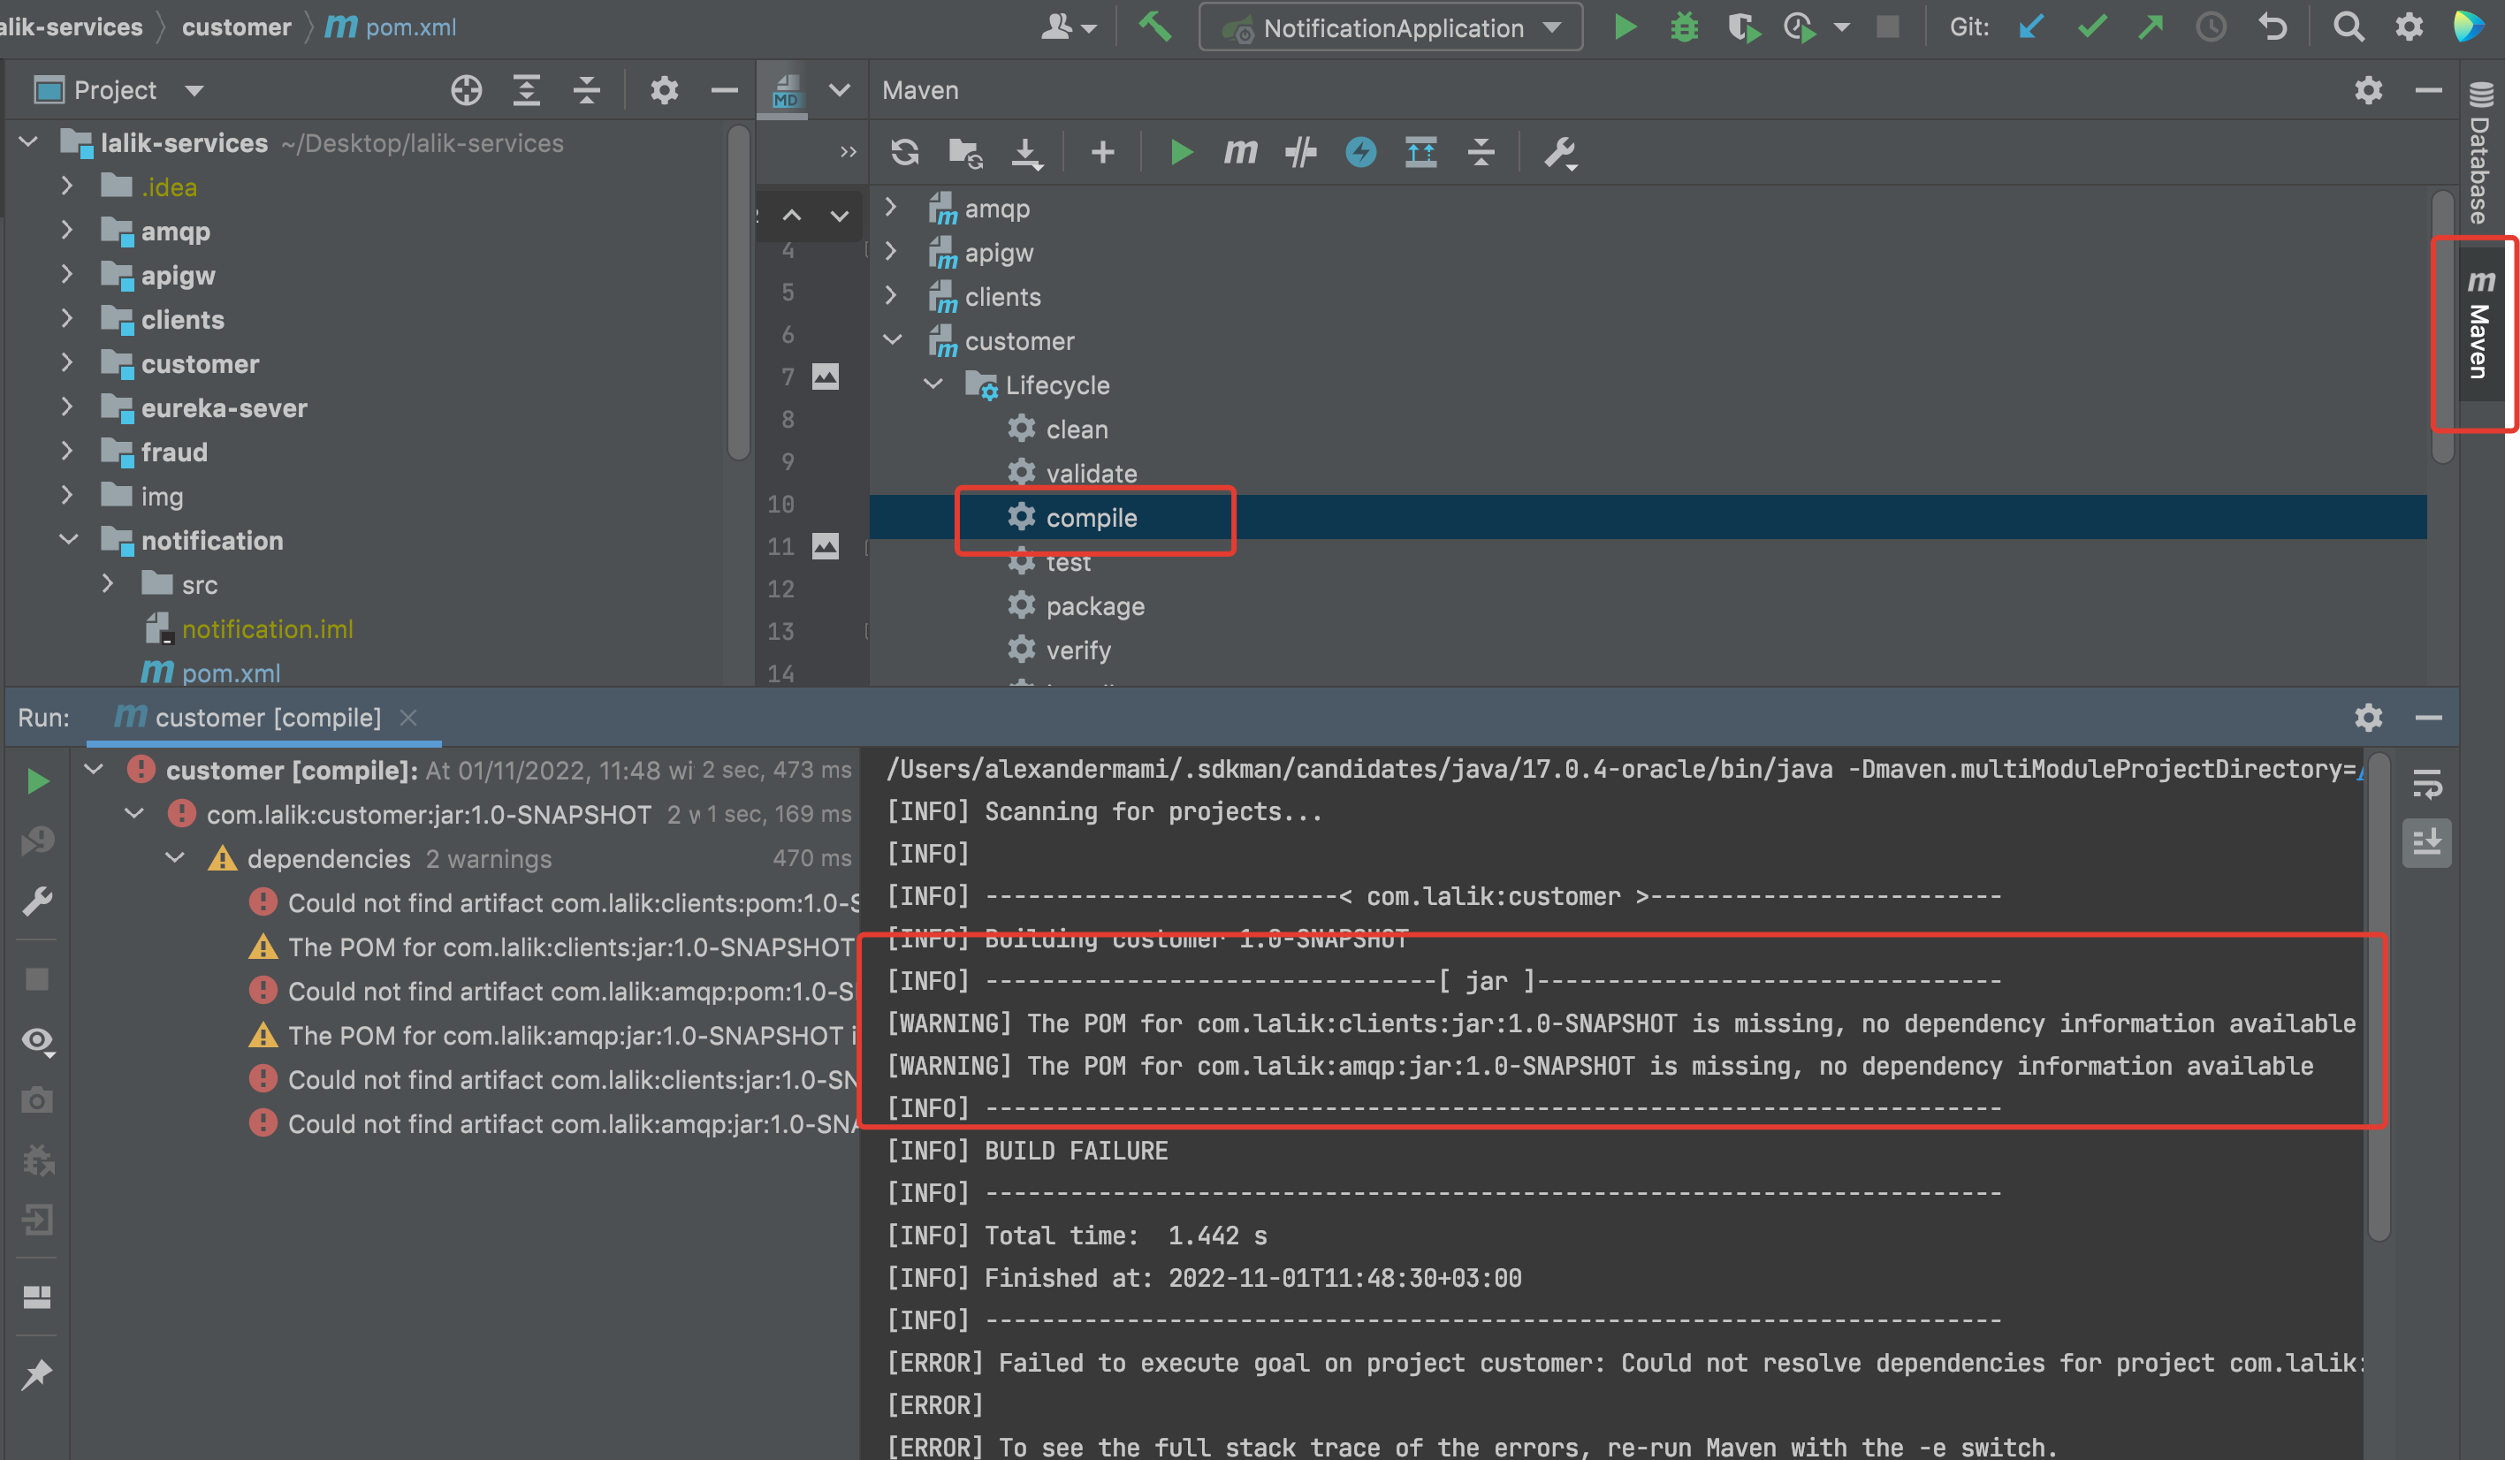 alik-services customer pom.xml NotificationApplication Git:
Project
MD
Maven
lalik-services ~/Desktop/lalik-services
.idea
amqp
apigw
clients
customer
eureka-sever
fraud
img
notification
src
notification.iml
pom.xml
4
5
6
7
8
9
10
11
12
13
14
amqp
apigw
clients
customer
Lifecycle
clean
validate
compile
test
package
verify
Database
Maven
Run: customer [compile]
customer [compile]: At 01/11/2022, 11:48 wi 2 sec, 473 ms
com.lalik:customer:jar:1.0-SNAPSHOT 2 w 1 sec, 169 ms
dependencies 2 warnings 470 ms
Could not find artifact com.lalik:clients:pom:1.0-S
The POM for com.lalik:clients:jar:1.0-SNAPSHOT
Could not find artifact com.lalik:amqp:pom:1.0-S
The POM for com.lalik:amqp:jar:1.0-SNAPSHOT i
Could not find artifact com.lalik:clients:jar:1.0-SN
Could not find artifact com.lalik:amqp:jar:1.0-SNA
/Users/alexandermami/.sdkman/candidates/java/17.0.4-oracle/bin/java -Dmaven.multiModuleProjectDirectory=/
[INFO] Scanning for projects...
[INFO]
[INFO] -------------------------< com.lalik:customer >-------------------------
[INFO] Building customer 1.0-SNAPSHOT
[INFO] --------------------------------[ jar ]---------------------------------
[WARNING] The POM for com.lalik:clients:jar:1.0-SNAPSHOT is missing, no dependency information available
[WARNING] The POM for com.lalik:amqp:jar:1.0-SNAPSHOT is missing, no dependency information available
[INFO] ------------------------------------------------------------------------
[INFO] BUILD FAILURE
[INFO] ------------------------------------------------------------------------
[INFO] Total time:  1.442 s
[INFO] Finished at: 2022-11-01T11:48:30+03:00
[INFO] ------------------------------------------------------------------------
[ERROR] Failed to execute goal on project customer: Could not resolve dependencies for project com.lalik:
[ERROR]
[ERROR] To see the full stack trace of the errors, re-run Maven with the -e switch.